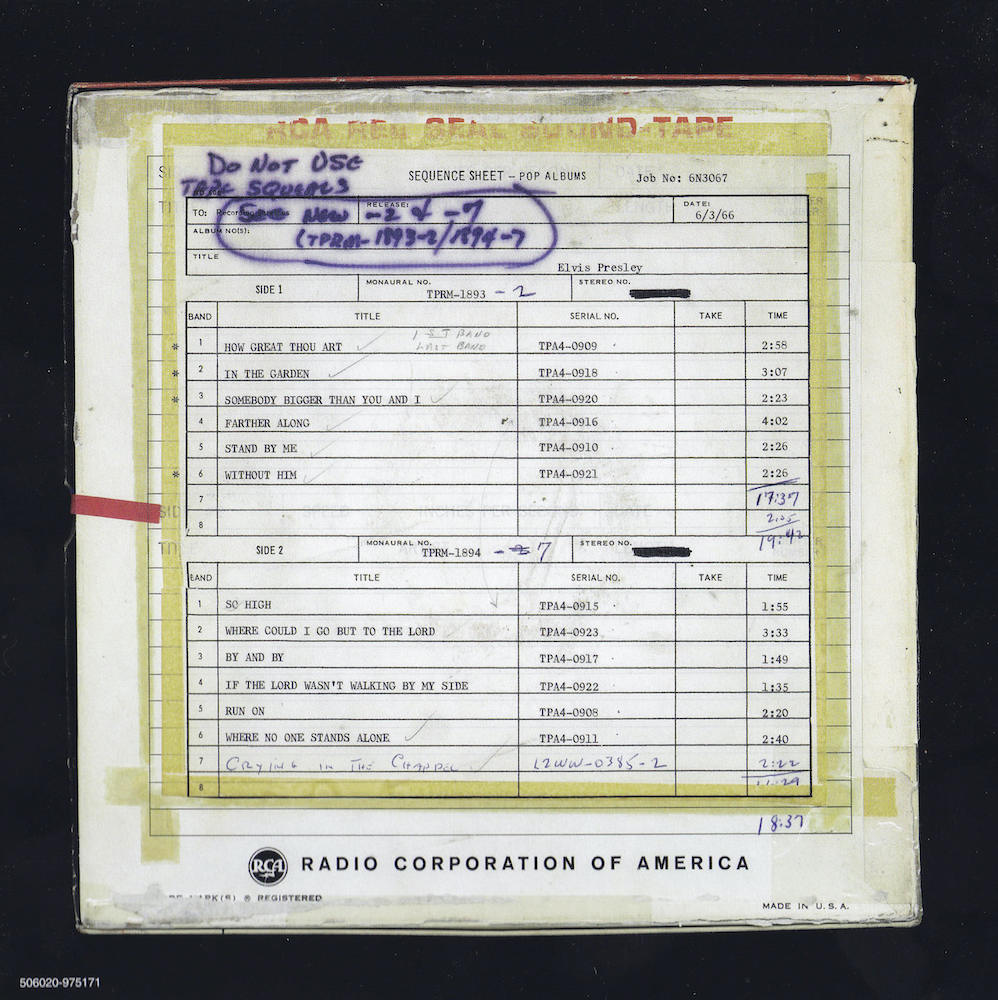 RCA RED SEAL SOUND-TAPE
DO NOT USE
TAPE SQUEALS
SEQUENCE SHEET – POP ALBUMS Job No: 6N3067
TO: Recording RELEASE: DATE: 6/3/66
NEW -2 & -7
ALBUM NO(S): (TPRM-1893-2/1894-7
TITLE
Elvis Presley
SIDE 1 MONAURAL NO. TPRM-1893 -2 STEREO NO.
BAND TITLE SERIAL NO. TAKE TIME
1ST BAND
* 1 HOW GREAT THOU ART LAST BAND TPA4-0909 2:58
* 2 IN THE GARDEN TPA4-0918 3:07
* 3 SOMEBODY BIGGER THAN YOU AND I TPA4-0920 2:23
4 FARTHER ALONG TPA4-0916 4:02
5 STAND BY ME TPA4-0910 2:26
* 6 WITHOUT HIM TPA4-0921 2:26
7 17:37
8 2:05
19:42
SIDE 2 MONAURAL NO. TPRM-1894 - 7 STEREO NO.
BAND TITLE SERIAL NO. TAKE TIME
1 SO HIGH TPA4-0915 1:55
2 WHERE COULD I GO BUT TO THE LORD TPA4-0923 3:33
3 BY AND BY TPA4-0917 1:49
4 IF THE LORD WASN'T WALKING BY MY SIDE TPA4-0922 1:35
5 RUN ON TPA4-0908 2:20
6 WHERE NO ONE STANDS ALONE TPA4-0911 2:40
7 CRYING IN THE CHAPEL L2WW-0385-2 2:22
8
18:37
RCA RADIO CORPORATION OF AMERICA
® REGISTERED
MADE IN U.S.A.
506020-975171